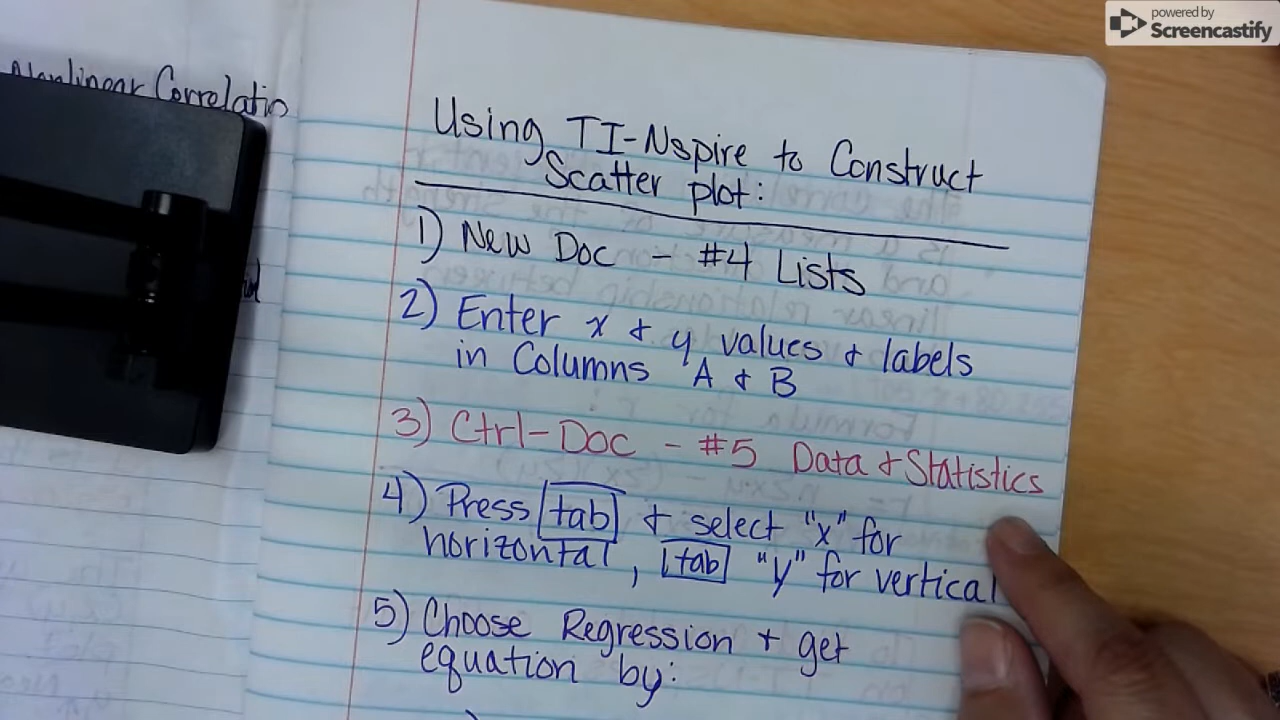 powered by
Screencastify
Nonlinear Correlatio
Using TI-Nspire to Construct
Scatter plot:
1) New Doc - #4 Lists
2) Enter x + y values + labels
in Columns A + B
3) Ctrl-Doc - #5 Data + Statistics
4) Press tab + select "x" for
horizontal, tab "y" for vertical
5) Choose Regression + get
equation by: